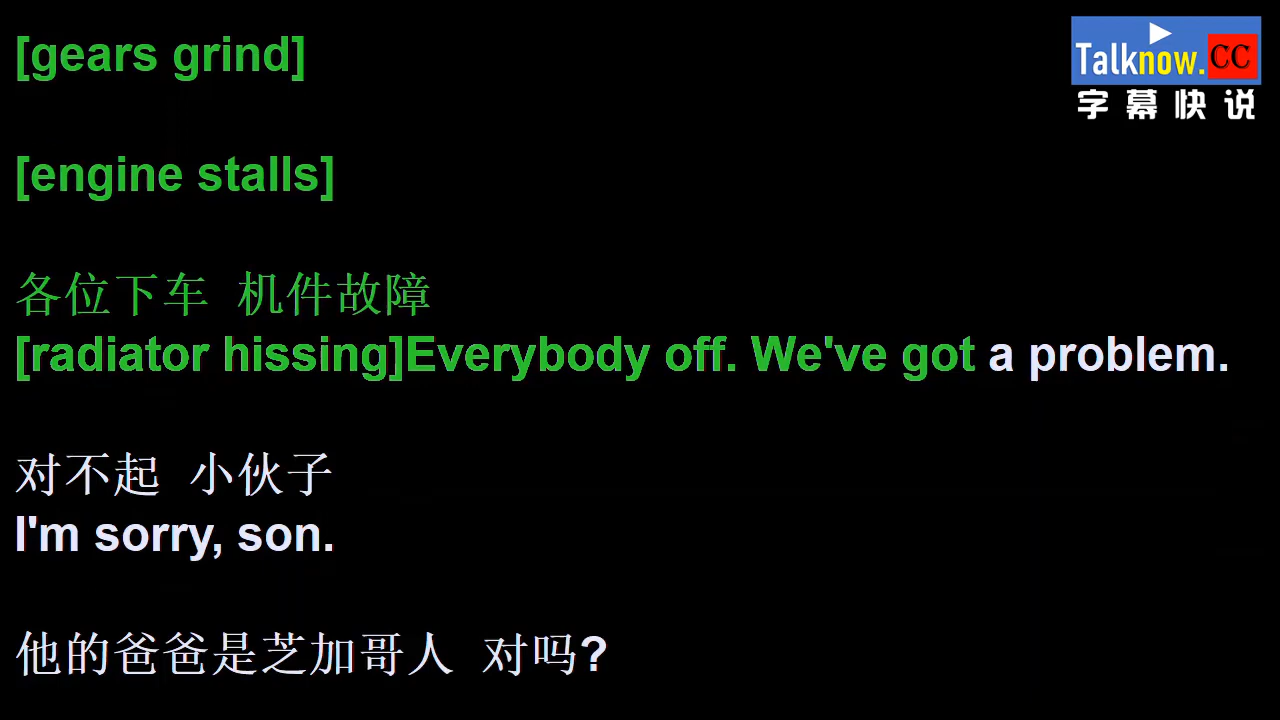 [gears grind]
Talknow.CC
字幕快说
[engine stalls]
各位下车 机件故障
[radiator hissing]Everybody off. We've got a problem.
对不起 小伙子
I'm sorry, son.
他的爸爸是芝加哥人 对吗?